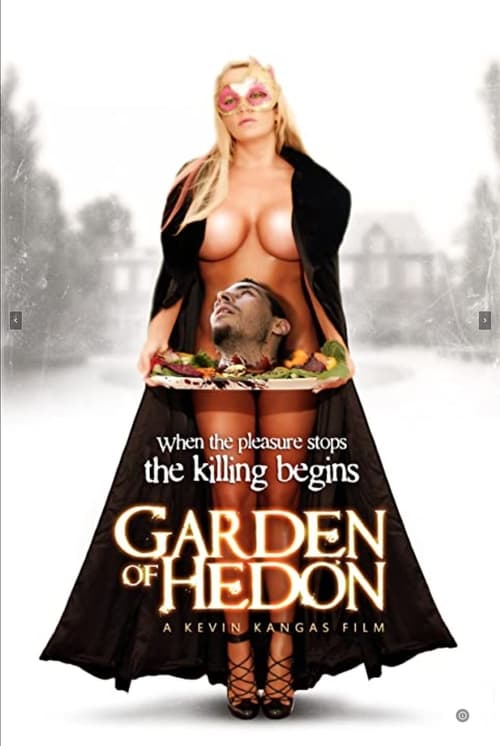 When the pleasure stops
the killing begins
GARDEN
OF HEDON
A KEVIN KANGAS FILM